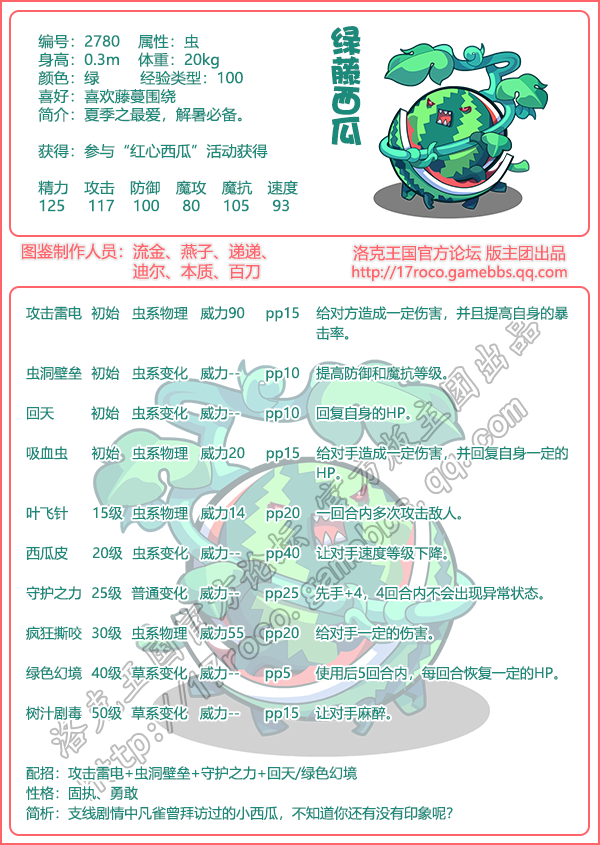 编号：2780 属性：虫
身高：0.3m 体重：20kg
颜色：绿 经验类型：100
喜好：喜欢藤蔓围绕
简介：夏季之最爱，解暑必备。
获得：参与“红心西瓜”活动获得
精力 攻击 防御 魔攻 魔抗 速度
125 117 100 80 105 93
绿藤西瓜
图鉴制作人员：流金、燕子、递递、
迪尔、本质、百刀
洛克王国官方论坛 版主团出品
http://17roco.gamebbs.qq.com
攻击雷电 初始 虫系物理 威力90 pp15 给对方造成一定伤害，并且提高自身的暴
击率。
虫洞壁垒 初始 虫系变化 威力-- pp10 提高防御和魔抗等级。
回天 初始 虫系变化 威力-- pp10 回复自身的HP。
吸血虫 初始 虫系物理 威力20 pp15 给对手造成一定伤害，并回复自身一定的
HP。
叶飞针 15级 虫系物理 威力14 pp20 一回合内多次攻击敌人。
西瓜皮 20级 虫系变化 威力-- pp40 让对手速度等级下降。
守护之力 25级 普通变化 威力-- pp25 先手+4，4回合内不会出现异常状态。
疯狂撕咬 30级 虫系物理 威力55 pp20 给对手一定的伤害。
绿色幻境 40级 草系变化 威力-- pp5 使用后5回合内，每回合恢复一定的HP。
树汁剧毒 50级 草系变化 威力-- pp15 让对手麻醉。
洛克王国官方论坛 官方版主团出品
http://17roco.gamebbs.qq.com
配招：攻击雷电+虫洞壁垒+守护之力+回天/绿色幻境
性格：固执、勇敢
简析：支线剧情中凡雀曾拜访过的小西瓜，不知道你还有没有印象呢？